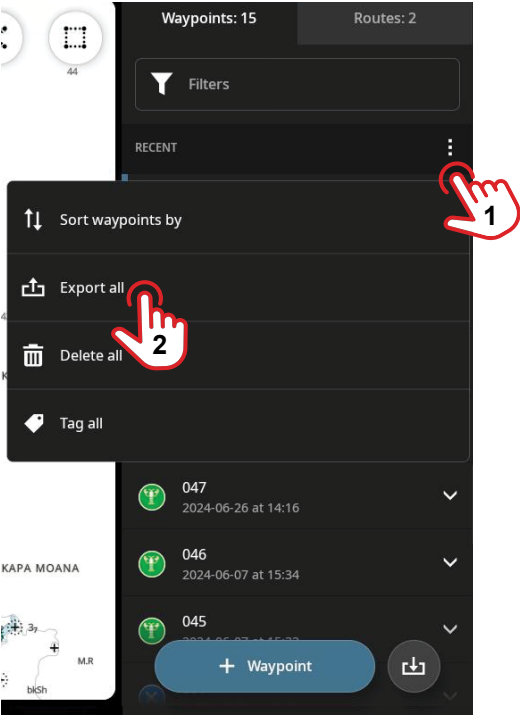 Waypoints: 15
Routes: 2
44
Filters
RECENT
1
Sort waypoints by
Export all
2
Delete all
Tag all
047
2024-06-26 at 14:16
046
2024-06-07 at 15:34
KAPA MOANA
045
37
+ Waypoint
M.R
bkSh